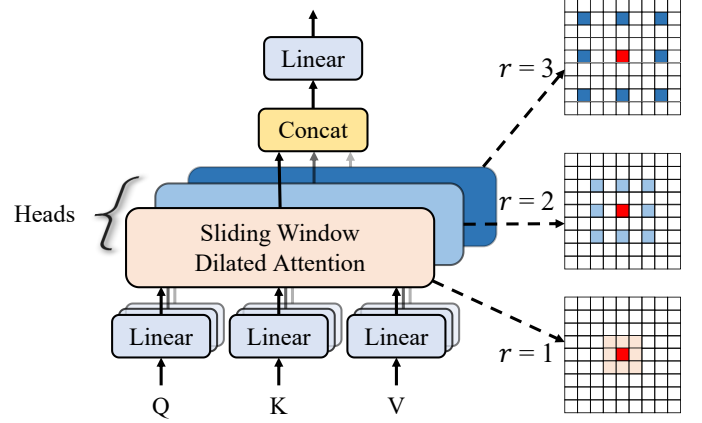 Linear
r = 3
Concat
Heads
r = 2
Sliding Window
Dilated Attention
Linear
Linear
Linear
r = 1
Q
K
V